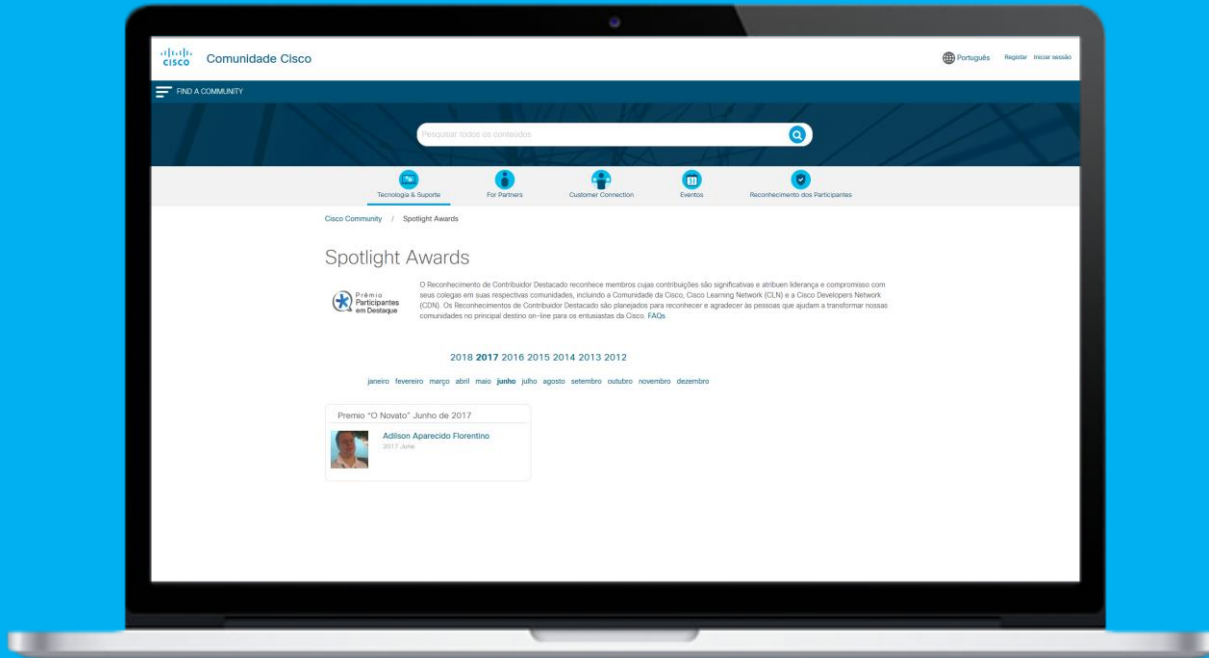 CISCO
Comunidade Cisco
Português Registar Iniciar sessão
FIND A COMMUNITY
Pesquisar todos os conteúdos
Tecnologia & Suporte For Partners Customer Connection Eventos Reconhecimento dos Participantes
Cisco Community / Spotlight Awards
Spotlight Awards
Prêmio
Participantes
em Destaque
O Reconhecimento de Contribuidor Destacado reconhece membros cujas contribuições são significativas e atribuen liderança e compromisso com
seus colegas em suas respectivas comunidades, incluindo a Comunidade da Cisco, Cisco Learning Network (CLN) e a Cisco Developers Network
(CDN). Os Reconhecimentos de Contribuidor Destacado são planejados para reconhecer e agradecer às pessoas que ajudam a transformar nossas
comunidades no principal destino on-line para os entusiastas da Cisco. FAQs
2018 2017 2016 2015 2014 2013 2012
janeiro fevereiro março abril maio junho julho agosto setembro outubro novembro dezembro
Premio "O Novato" Junho de 2017
Adilson Aparecido Florentino
2017 June